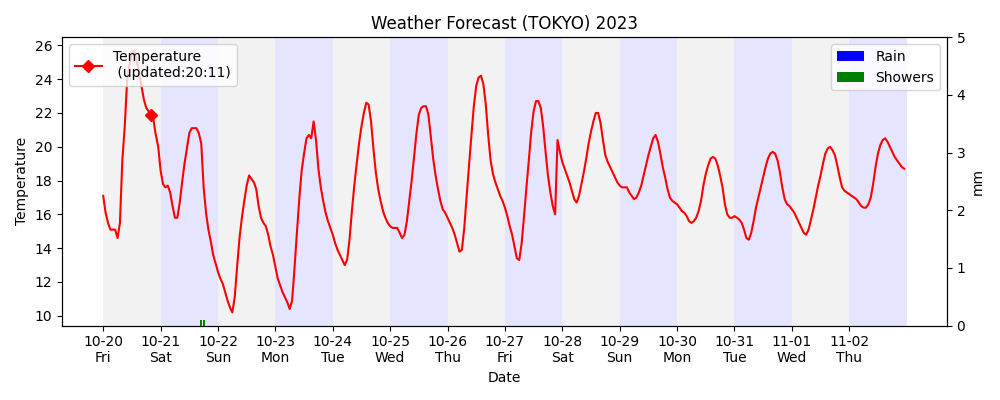 Weather Forecast (TOKYO) 2023
Temperature
(updated:20:11)
Rain
Showers
Temperature
26
24
22
20
18
16
14
12
10
5
4
3
2
1
0
mm
10-20 10-21 10-22 10-23 10-24 10-25 10-26 10-27 10-28 10-29 10-30 10-31 11-01 11-02
Fri Sat Sun Mon Tue Wed Thu Fri Sat Sun Mon Tue Wed Thu
Date